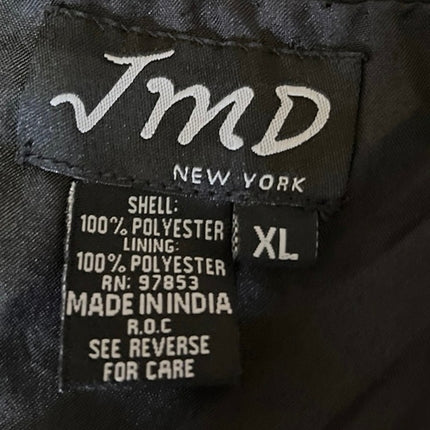 JMD
NEW YORK
SHELL:
100% POLYESTER
LINING:
100% POLYESTER
RN: 97853
MADE IN INDIA
R.O.C
SEE REVERSE
FOR CARE
XL